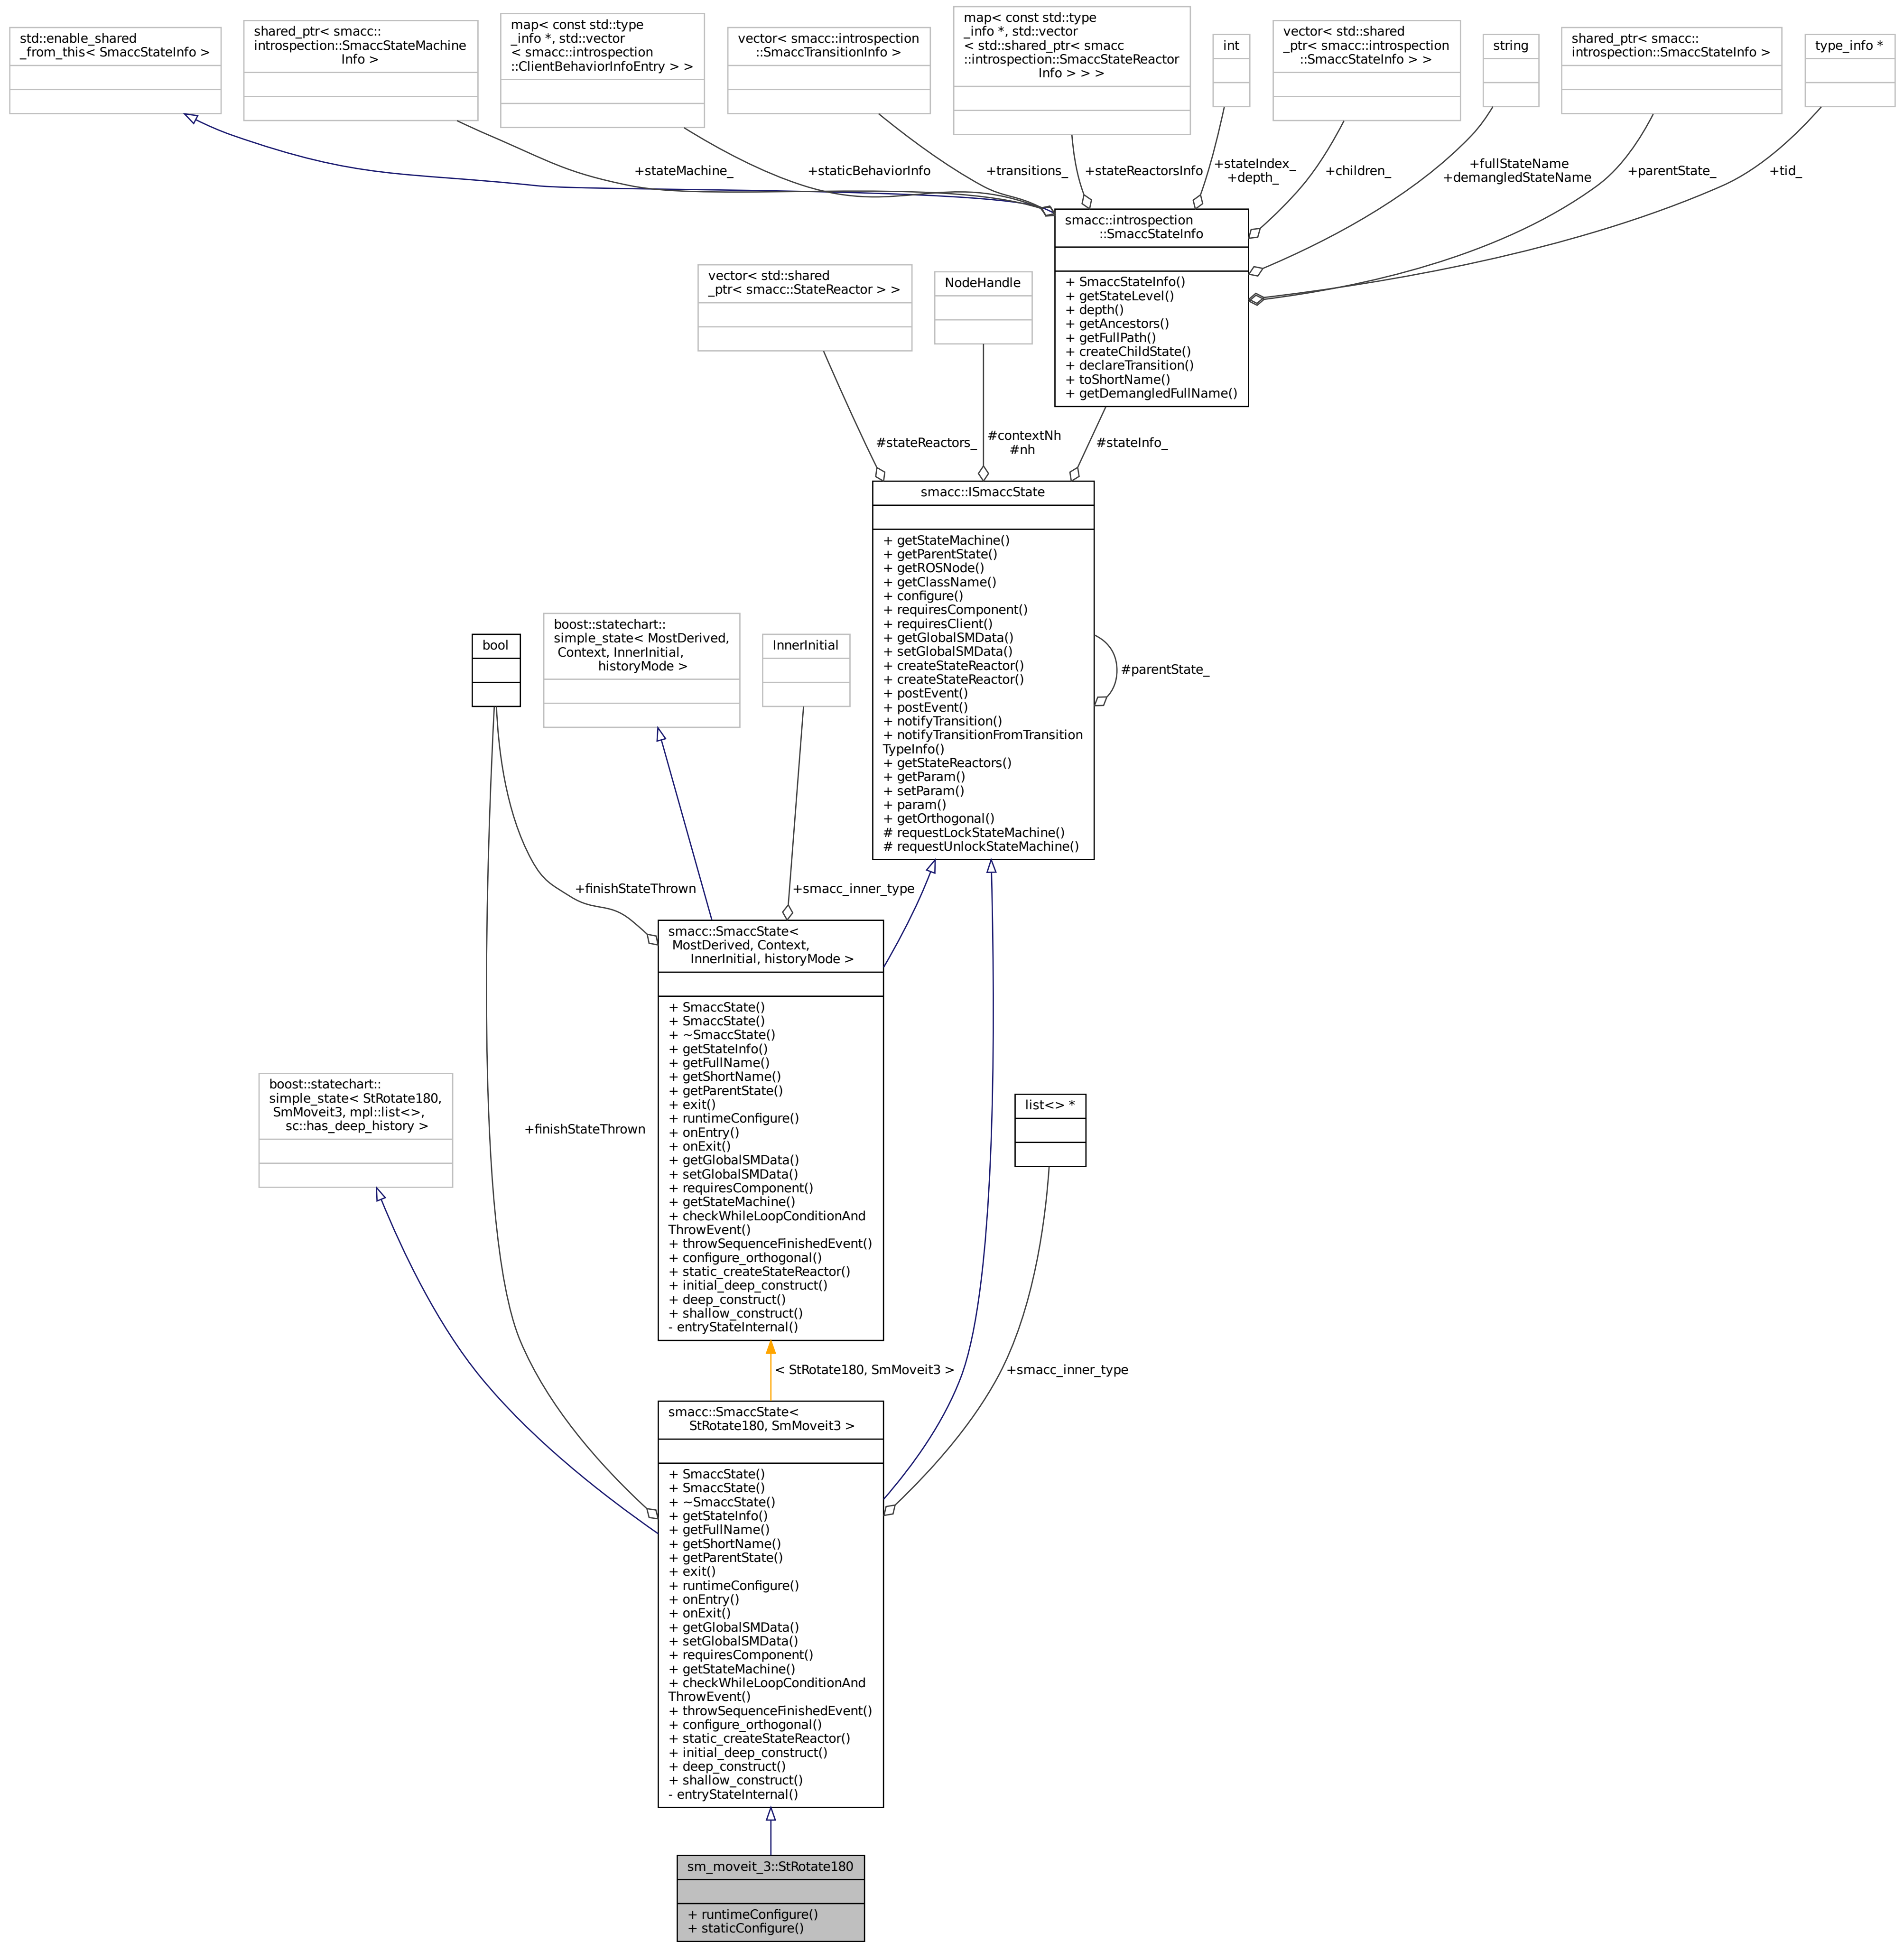 std::enable_shared
_from_this< SmaccStateInfo >
shared_ptr< smacc::
introspection::SmaccStateMachine
Info >
map< const std::type
_info *, std::vector
< smacc::introspection
::ClientBehaviorInfoEntry > >
vector< smacc::introspection
::SmaccTransitionInfo >
map< const std::type
_info *, std::vector
< std::shared_ptr< smacc
::introspection::SmaccStateReactor
Info > > >
int
vector< std::shared
_ptr< smacc::introspection
::SmaccStateInfo > >
string
shared_ptr< smacc::
introspection::SmaccStateInfo >
type_info *
+stateMachine_
+staticBehaviorInfo
+transitions_
+stateReactorsInfo
+stateIndex_
+depth_
+children_
+fullStateName
+demangledStateName
+parentState_
+tid_
smacc::introspection
::SmaccStateInfo
+ SmaccStateInfo()
+ getStateLevel()
+ depth()
+ getAncestors()
+ getFullPath()
+ createChildState()
+ declareTransition()
+ toShortName()
+ getDemangledFullName()
vector< std::shared
_ptr< smacc::StateReactor > >
NodeHandle
#stateReactors_
#contextNh
#nh
#stateInfo_
smacc::ISmaccState
+ getStateMachine()
+ getParentState()
+ getROSNode()
+ getClassName()
+ configure()
+ requiresComponent()
+ requiresClient()
+ getGlobalSMData()
+ setGlobalSMData()
+ createStateReactor()
+ createStateReactor()
+ postEvent()
+ postEvent()
+ notifyTransition()
+ notifyTransitionFromTransition
TypeInfo()
+ getStateReactors()
+ getParam()
+ setParam()
+ param()
+ getOrthogonal()
# requestLockStateMachine()
# requestUnlockStateMachine()
#parentState_
bool
boost::statechart::
simple_state< MostDerived,
Context, InnerInitial,
historyMode >
InnerInitial
+finishStateThrown
+smacc_inner_type
smacc::SmaccState<
MostDerived, Context,
InnerInitial, historyMode >
+ SmaccState()
+ SmaccState()
+ ~SmaccState()
+ getStateInfo()
+ getFullName()
+ getShortName()
+ getParentState()
+ exit()
+ runtimeConfigure()
+ onEntry()
+ onExit()
+ getGlobalSMData()
+ setGlobalSMData()
+ requiresComponent()
+ getStateMachine()
+ checkWhileLoopConditionAnd
ThrowEvent()
+ throwSequenceFinishedEvent()
+ configure_orthogonal()
+ static_createStateReactor()
+ initial_deep_construct()
+ deep_construct()
+ shallow_construct()
- entryStateInternal()
boost::statechart::
simple_state< StRotate180,
SmMoveit3, mpl::list<>,
sc::has_deep_history >
+finishStateThrown
list<> *
< StRotate180, SmMoveit3 >
+smacc_inner_type
smacc::SmaccState<
StRotate180, SmMoveit3 >
+ SmaccState()
+ SmaccState()
+ ~SmaccState()
+ getStateInfo()
+ getFullName()
+ getShortName()
+ getParentState()
+ exit()
+ runtimeConfigure()
+ onEntry()
+ onExit()
+ getGlobalSMData()
+ setGlobalSMData()
+ requiresComponent()
+ getStateMachine()
+ checkWhileLoopConditionAnd
ThrowEvent()
+ throwSequenceFinishedEvent()
+ configure_orthogonal()
+ static_createStateReactor()
+ initial_deep_construct()
+ deep_construct()
+ shallow_construct()
- entryStateInternal()
sm_moveit_3::StRotate180
+ runtimeConfigure()
+ staticConfigure()